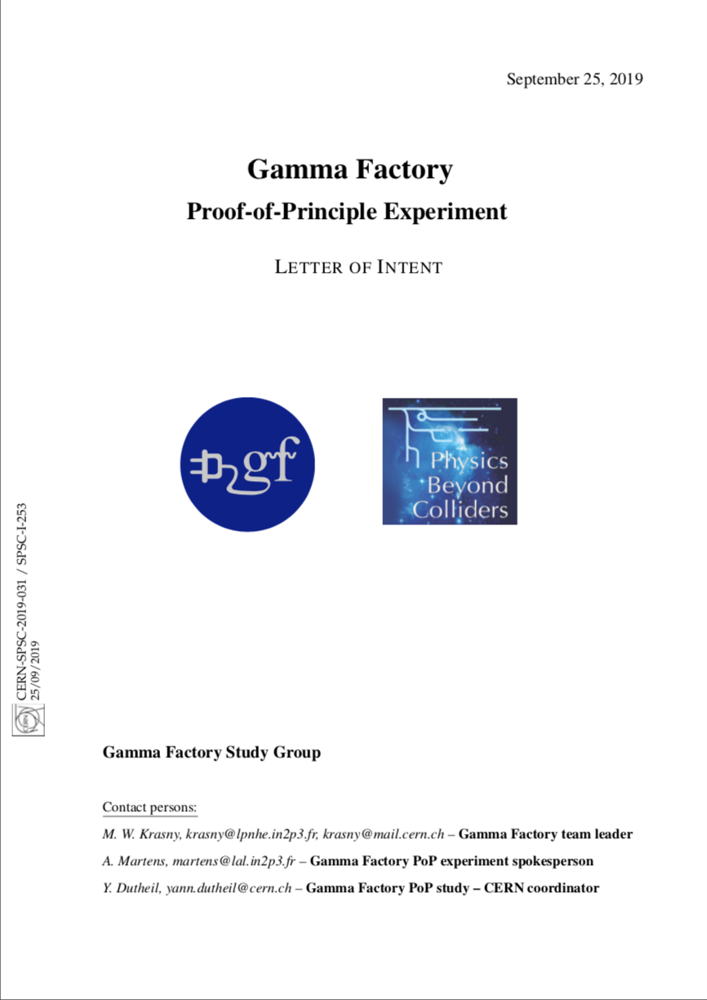 September 25, 2019
Gamma Factory
Proof-of-Principle Experiment
LETTER OF INTENT
gf
Physics
Beyond
Colliders
CERN-SPSC-2019-031 / SPSC-I-253
25/09/2019
CERN
Gamma Factory Study Group
Contact persons:
M. W. Krasny, krasny@lpnhe.in2p3.fr, krasny@mail.cern.ch – Gamma Factory team leader
A. Martens, martens@lal.in2p3.fr – Gamma Factory PoP experiment spokesperson
Y. Dutheil, yann.dutheil@cern.ch – Gamma Factory PoP study – CERN coordinator